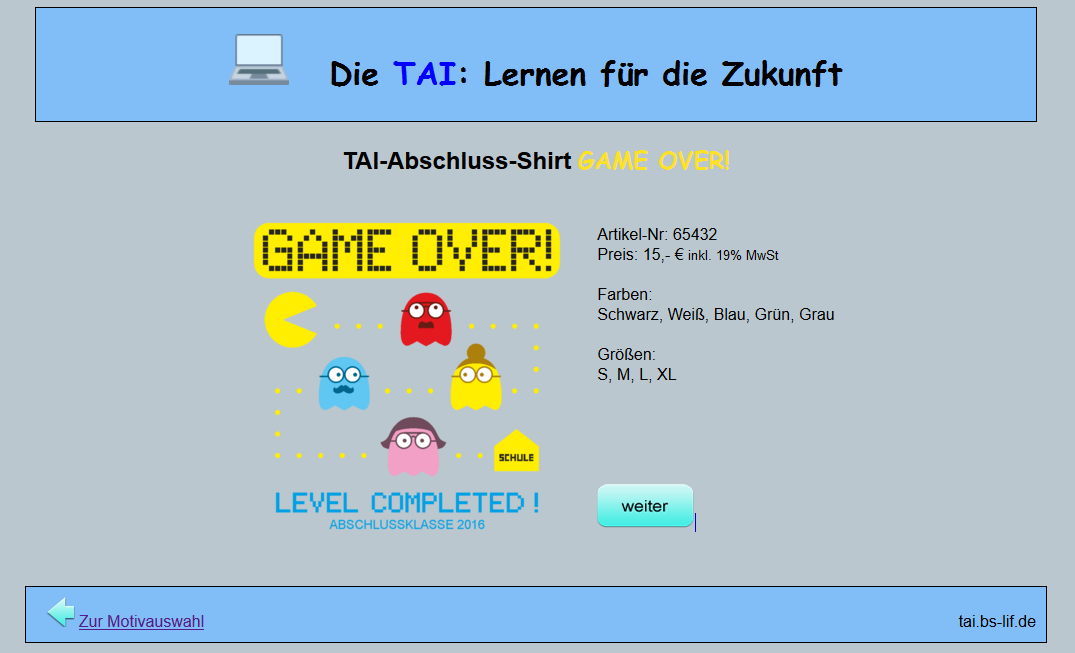 Die TAI: Lernen für die Zukunft
TAI-Abschluss-Shirt GAME OVER!
GAME OVER!
SCHULE
LEVEL COMPLETED !
ABSCHLUSSKLASSE 2016
Artikel-Nr: 65432
Preis: 15,- € inkl. 19% MwSt
Farben:
Schwarz, Weiß, Blau, Grün, Grau
Größen:
S, M, L, XL
weiter
Zur Motivauswahl
tai.bs-lif.de